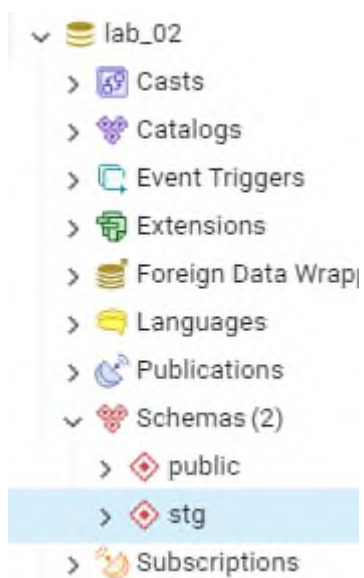 lab_02
Casts
Catalogs
Event Triggers
Extensions
Foreign Data Wrapp
Languages
Publications
Schemas (2)
public
stg
Subscriptions